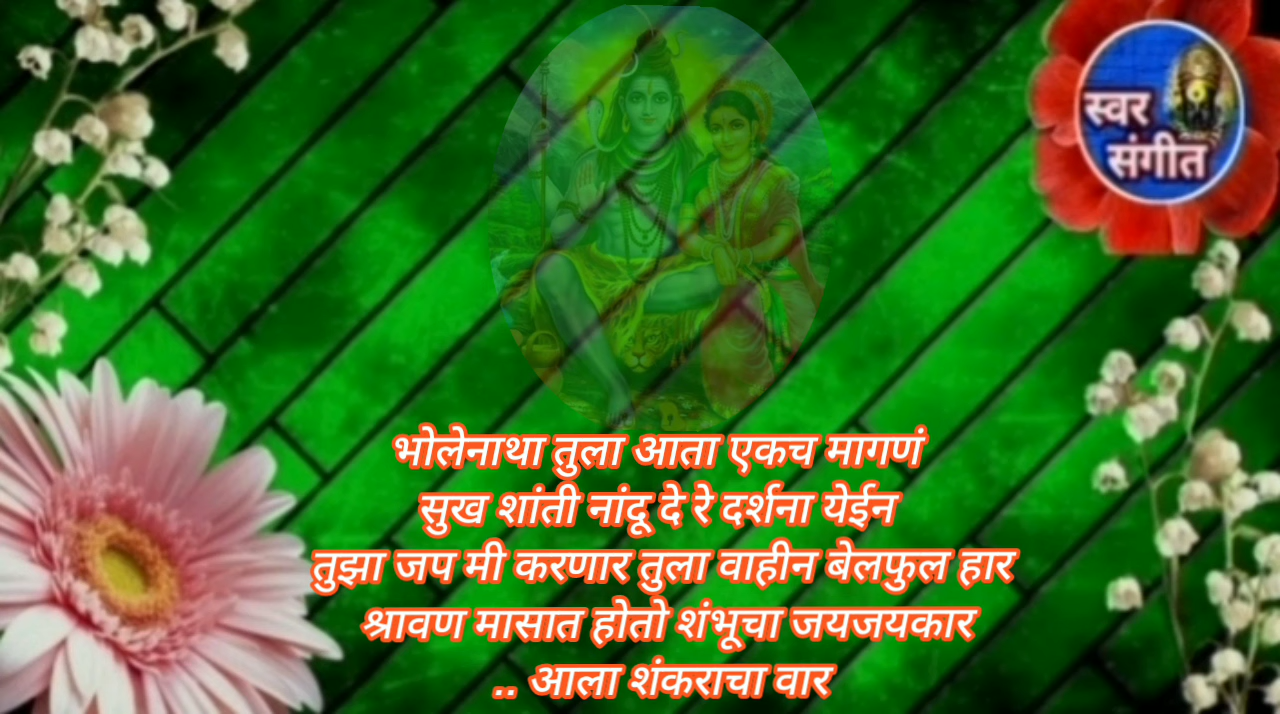 स्वर
संगीत
भोलेनाथा तुला आता एकच मागणं
सुख शांती नांदू दे रे दर्शना येईन
तुझा जप मी करणार तुला वाहीन बेलफुल हार
श्रावण मासात होतो शंभूचा जयजयकार
.. आला शंकराचा वार